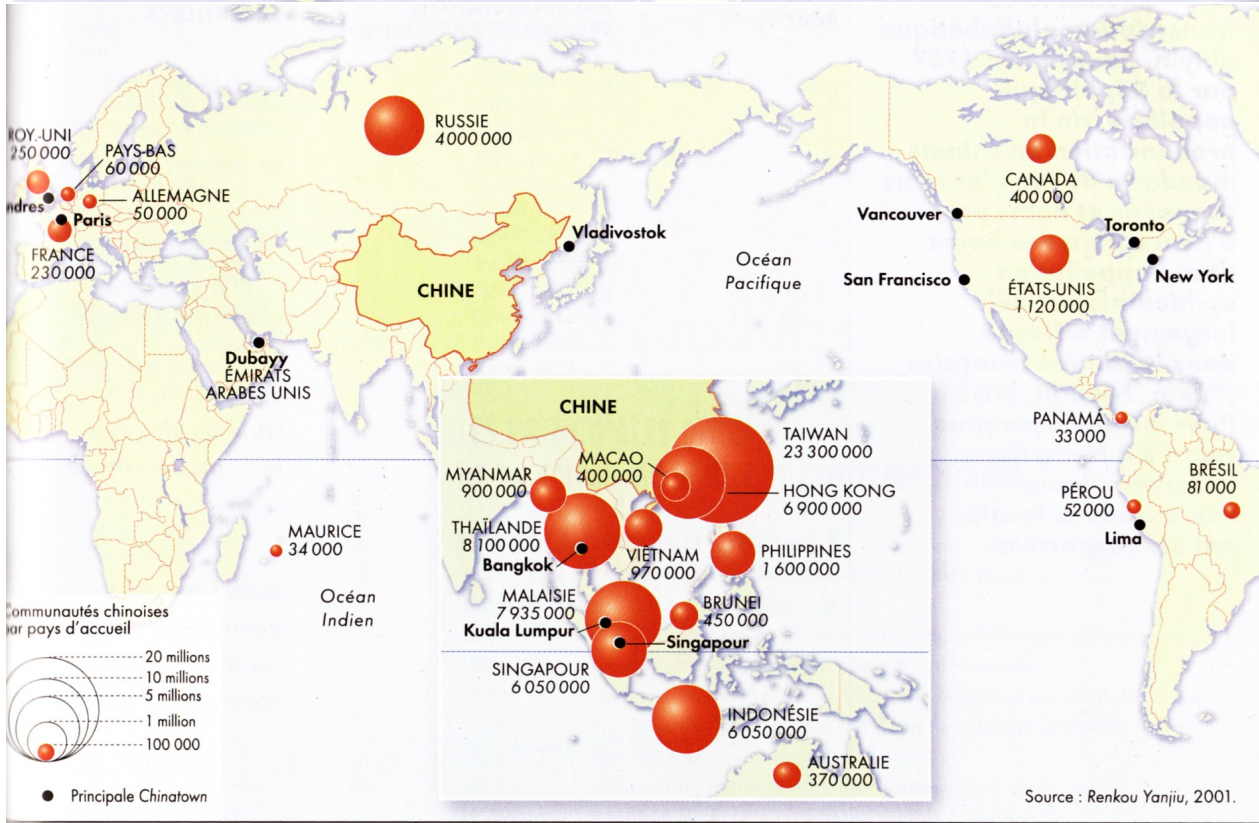 ROY.-UNI
250 000
PAYS-BAS
60 000
ALLEMAGNE
50 000
ndres
Paris
FRANCE
230 000
RUSSIE
4 000 000
CHINE
Vladivostok
Océan
Pacifique
Vancouver
San Francisco
CANADA
400 000
Toronto
New York
ÉTATS-UNIS
1 120 000
Dubayy
ÉMIRATS
ARABES UNIS
PANAMÁ
33 000
BRÉSIL
81 000
PÉROU
52 000
Lima
MAURICE
34 000
Océan
Indien
CHINE
TAIWAN
23 300 000
MACAO
400 000
HONG KONG
6 900 000
MYANMAR
900 000
THAÏLANDE
8 100 000
Bangkok
VIÊTNAM
970 000
PHILIPPINES
1 600 000
MALAISIE
7 935 000
Kuala Lumpur
BRUNEI
450 000
Singapour
SINGAPOUR
6 050 000
INDONÉSIE
6 050 000
AUSTRALIE
370 000
Communautés chinoises
par pays d'accueil
20 millions
10 millions
5 millions
1 million
100 000
Principale Chinatown
Source : Renkou Yanjiu, 2001.